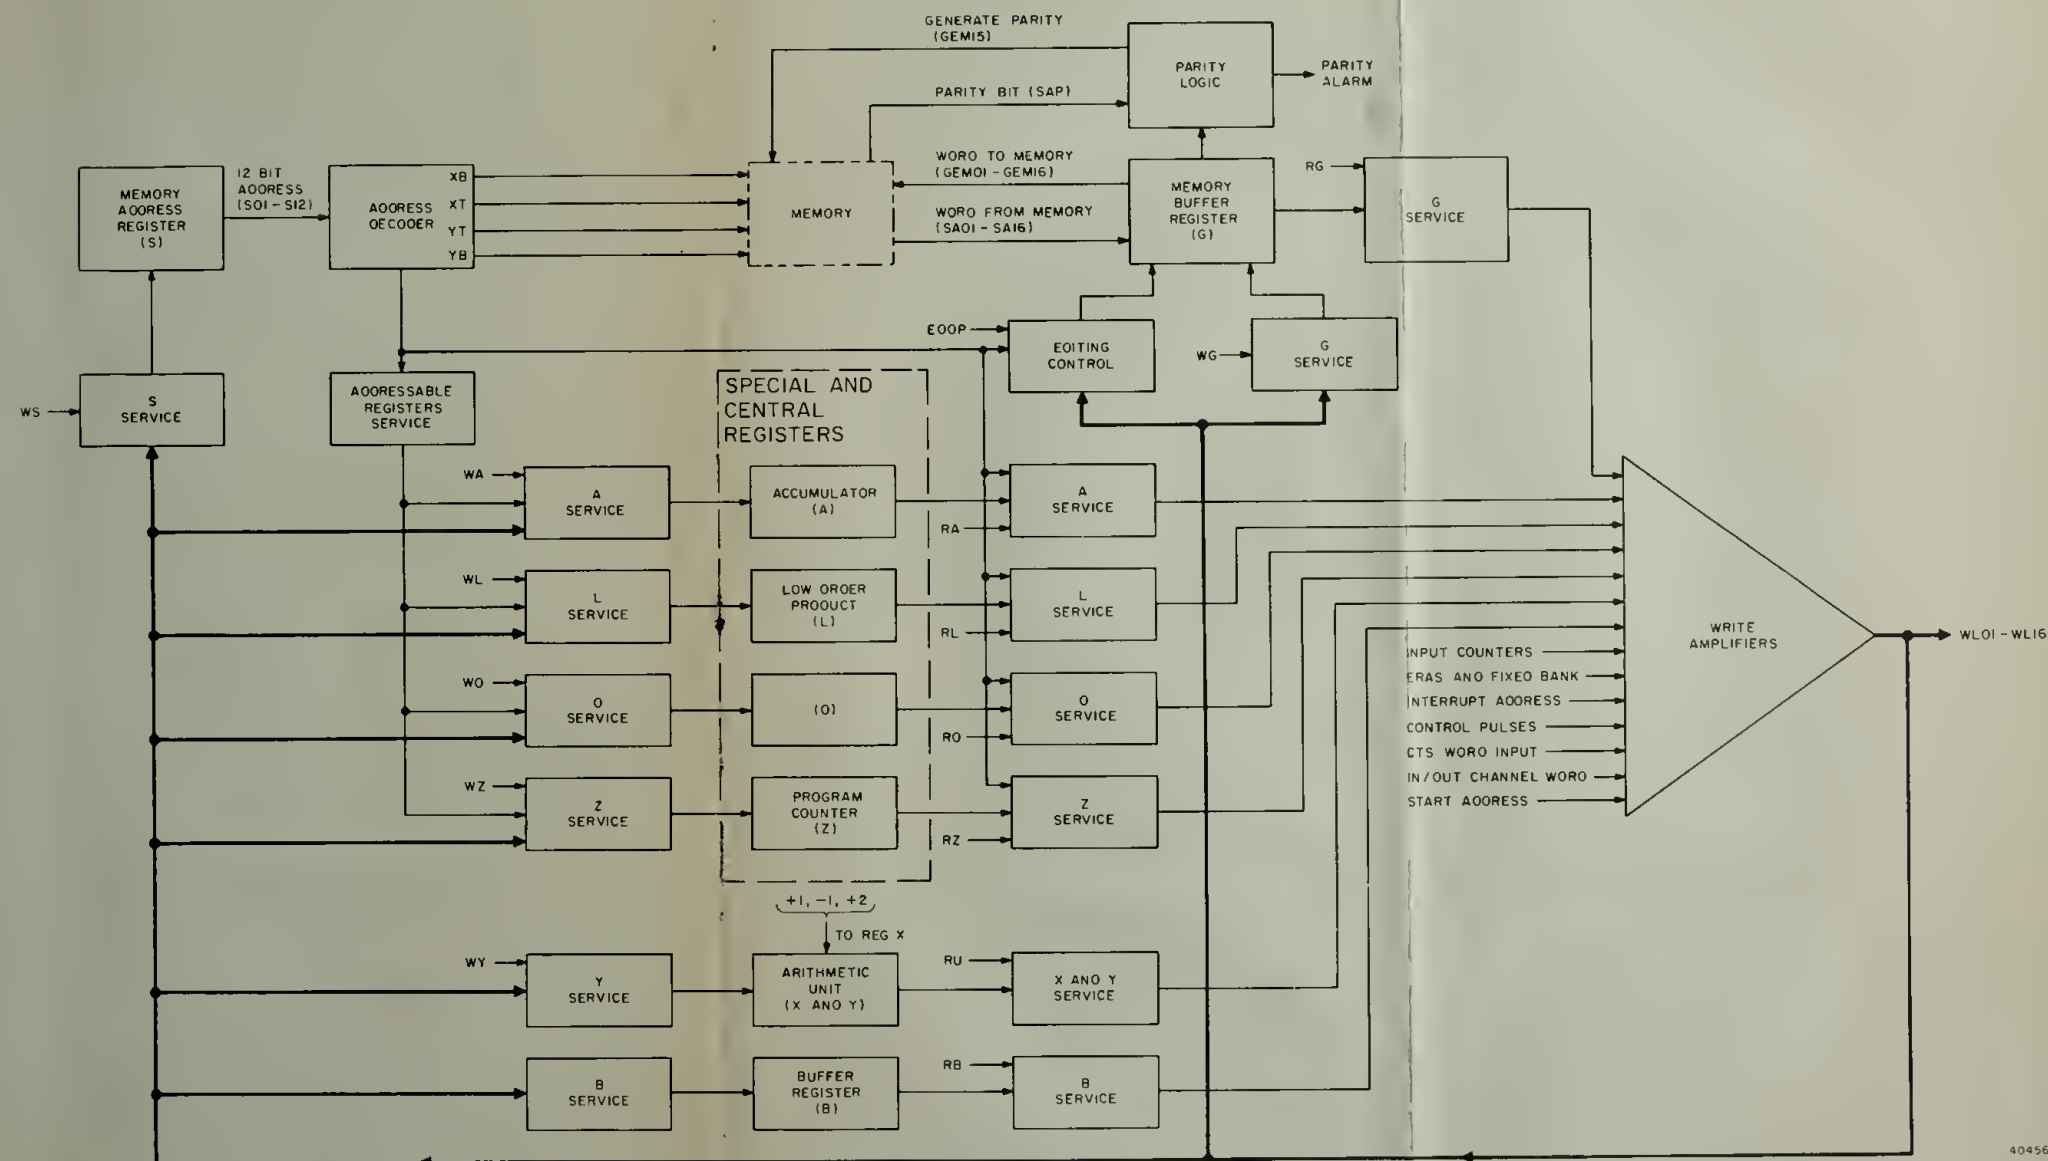 GENERATE PARITY
(GEM15)
PARITY
LOGIC
PARITY
ALARM
PARITY BIT (SAP)
MEMORY
ADDRESS
REGISTER
(S)
12 BIT
ADDRESS
(S01-S12)
ADDRESS
DECODER
XB
XT
YT
YB
MEMORY
WORD TO MEMORY
(GEM01-GEM16)
WORD FROM MEMORY
(SA01-SA16)
MEMORY
BUFFER
REGISTER
(G)
RG
G
SERVICE
EDOP
EDITING
CONTROL
WG
G
SERVICE
WS
S
SERVICE
ADDRESSABLE
REGISTERS
SERVICE
SPECIAL AND
CENTRAL
REGISTERS
WA
A
SERVICE
ACCUMULATOR
(A)
RA
A
SERVICE
WL
L
SERVICE
LOW ORDER
PRODUCT
(L)
RL
L
SERVICE
WQ
Q
SERVICE
(Q)
RQ
Q
SERVICE
WZ
Z
SERVICE
PROGRAM
COUNTER
(Z)
RZ
Z
SERVICE
WRITE
AMPLIFIERS
WL01-WL16
INPUT COUNTERS
ERAS AND FIXED BANK
INTERRUPT ADDRESS
CONTROL PULSES
CTS WORD INPUT
IN/OUT CHANNEL WORD
START ADDRESS
+1, -1, +2
TO REG X
WY
Y
SERVICE
ARITHMETIC
UNIT
(X AND Y)
RU
X AND Y
SERVICE
B
SERVICE
BUFFER
REGISTER
(B)
RB
B
SERVICE
40456